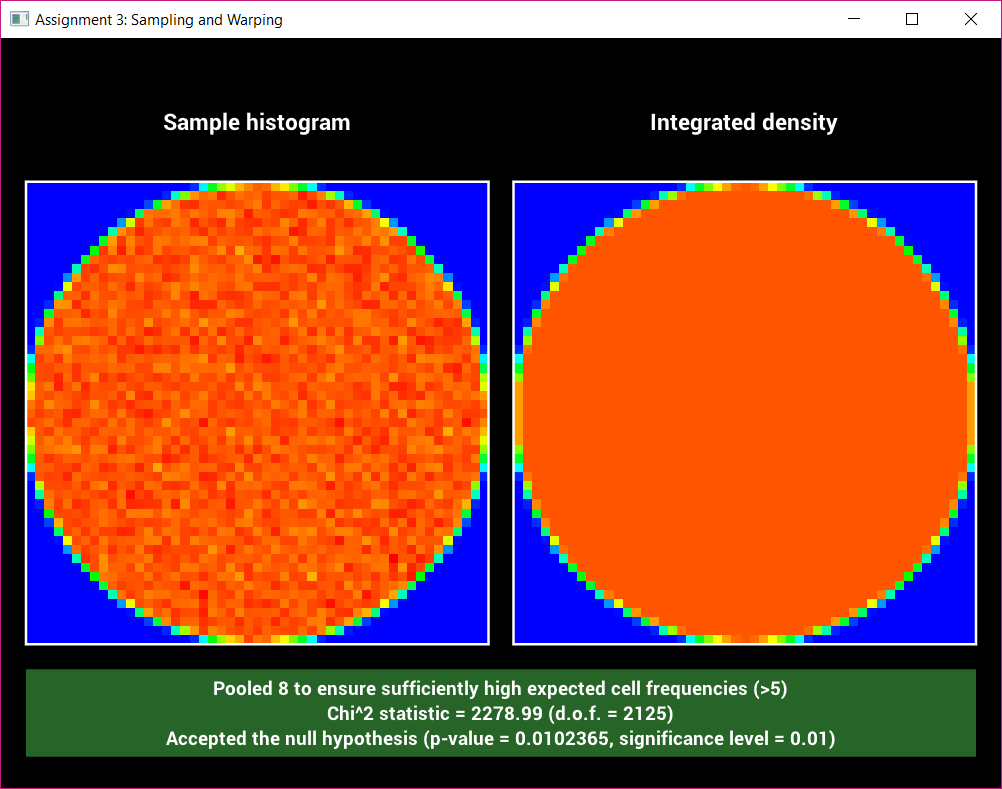 Assignment 3: Sampling and Warping
Sample histogram
Integrated density
Pooled 8 to ensure sufficiently high expected cell frequencies (>5)
Chi^2 statistic = 2278.99 (d.o.f. = 2125)
Accepted the null hypothesis (p-value = 0.0102365, significance level = 0.01)